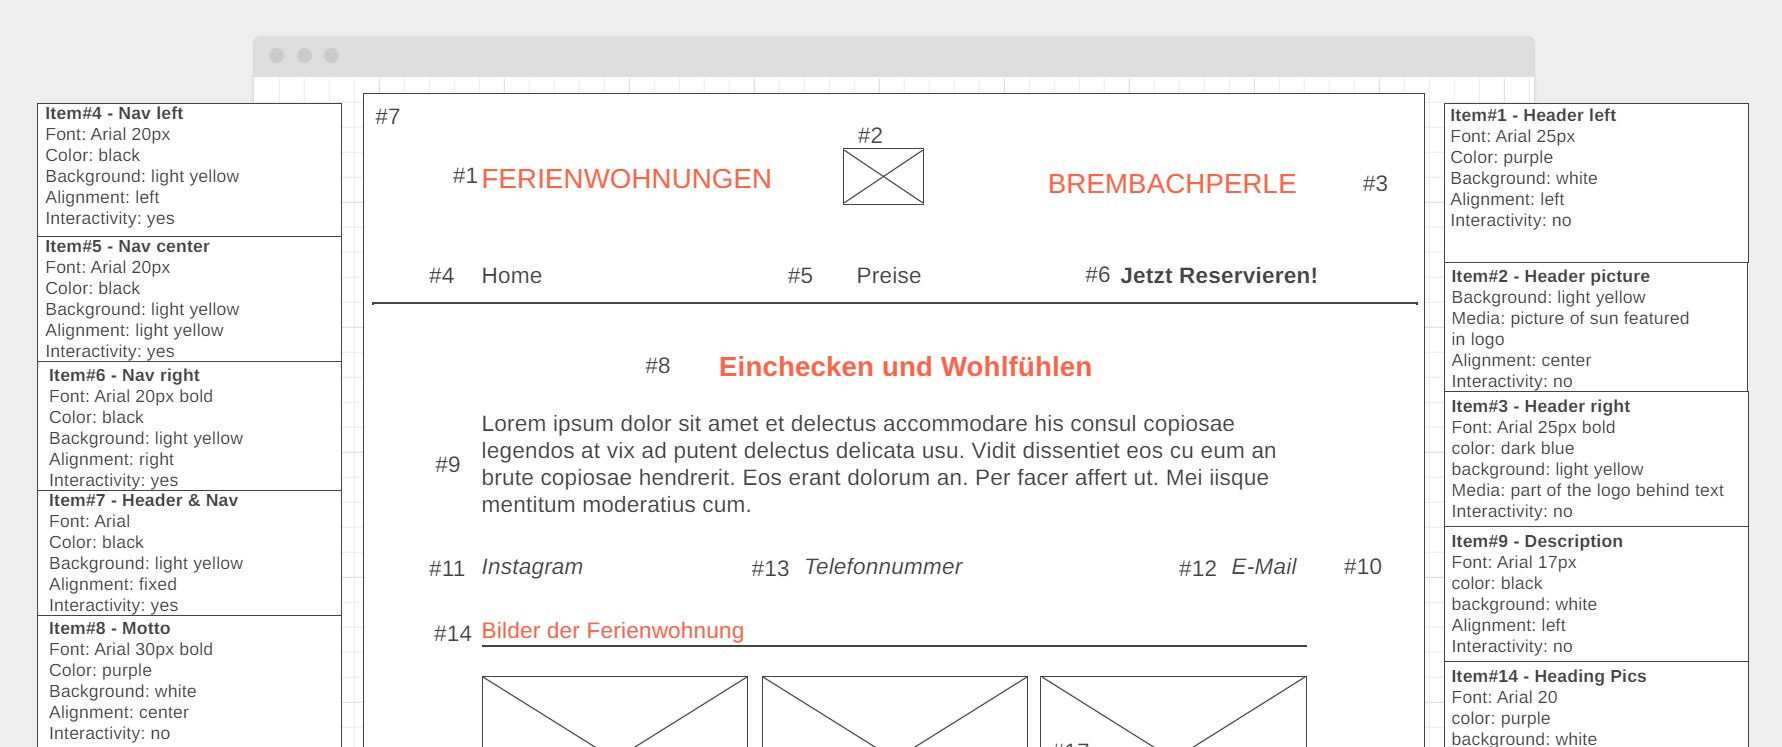 Item#4 - Nav left
Font: Arial 20px
Color: black
Background: light yellow
Alignment: left
Interactivity: yes
Item#5 - Nav center
Font: Arial 20px
Color: black
Background: light yellow
Alignment: light yellow
Interactivity: yes
Item#6 - Nav right
Font: Arial 20px bold
Color: black
Background: light yellow
Alignment: right
Interactivity: yes
Item#7 - Header & Nav
Font: Arial
Color: black
Background: light yellow
Alignment: fixed
Interactivity: yes
Item#8 - Motto
Font: Arial 30px bold
Color: purple
Background: white
Alignment: center
Interactivity: no
#7
#2
#1 FERIENWOHNUNGEN
BREMBACHPERLE #3
#4 Home #5 Preise #6 Jetzt Reservieren!
#8 Einchecken und Wohlfühlen
Lorem ipsum dolor sit amet et delectus accommodare his consul copiosae
legendos at vix ad putent delectus delicata usu. Vidit dissentiet eos cu eum an
#9
brute copiosae hendrerit. Eos erant dolorum an. Per facer affert ut. Mei iisque
mentitum moderatius cum.
#11 Instagram #13 Telefonnummer #12 E-Mail #10
#14 Bilder der Ferienwohnung
#17
Item#1 - Header left
Font: Arial 25px
Color: purple
Background: white
Alignment: left
Interactivity: no
Item#2 - Header picture
Background: light yellow
Media: picture of sun featured
in logo
Alignment: center
Interactivity: no
Item#3 - Header right
Font: Arial 25px bold
color: dark blue
background: light yellow
Media: part of the logo behind text
Interactivity: no
Item#9 - Description
Font: Arial 17px
color: black
background: white
Alignment: left
Interactivity: no
Item#14 - Heading Pics
Font: Arial 20
color: purple
background: white